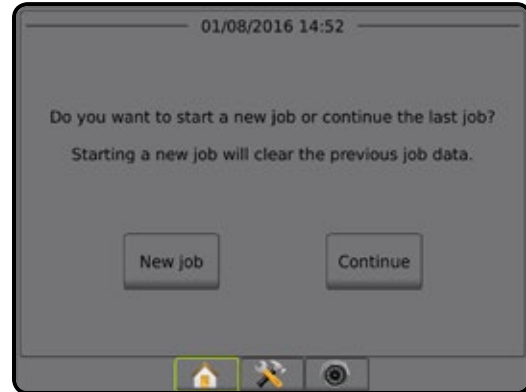 01/08/2016 14:52
Do you want to start a new job or continue the last job?
Starting a new job will clear the previous job data.
New job
Continue